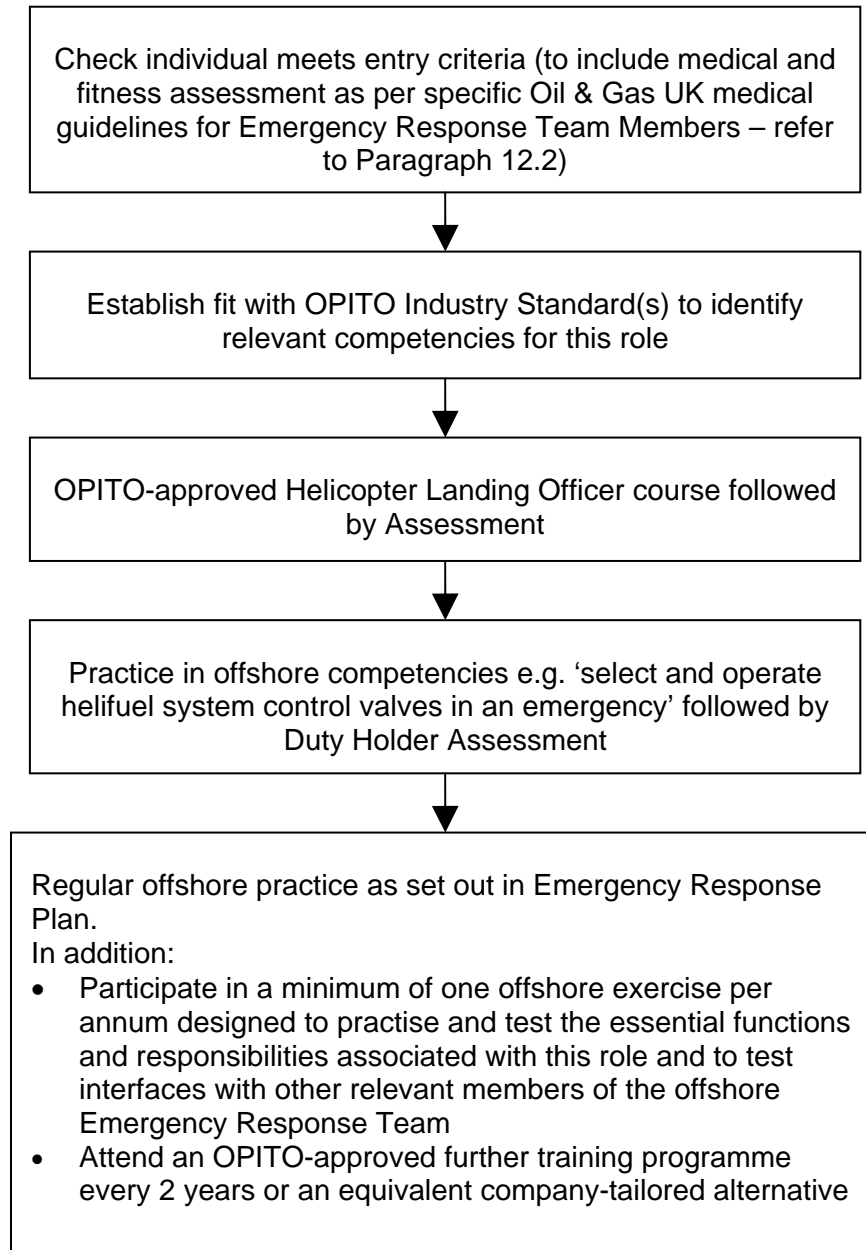 Check individual meets entry criteria (to include medical and
fitness assessment as per specific Oil & Gas UK medical
guidelines for Emergency Response Team Members – refer
to Paragraph 12.2)
Establish fit with OPITO Industry Standard(s) to identify
relevant competencies for this role
OPITO-approved Helicopter Landing Officer course followed
by Assessment
Practice in offshore competencies e.g. ‘select and operate
helifuel system control valves in an emergency’ followed by
Duty Holder Assessment
Regular offshore practice as set out in Emergency Response
Plan.
In addition:
• Participate in a minimum of one offshore exercise per
annum designed to practise and test the essential functions
and responsibilities associated with this role and to test
interfaces with other relevant members of the offshore
Emergency Response Team
• Attend an OPITO-approved further training programme
every 2 years or an equivalent company-tailored alternative